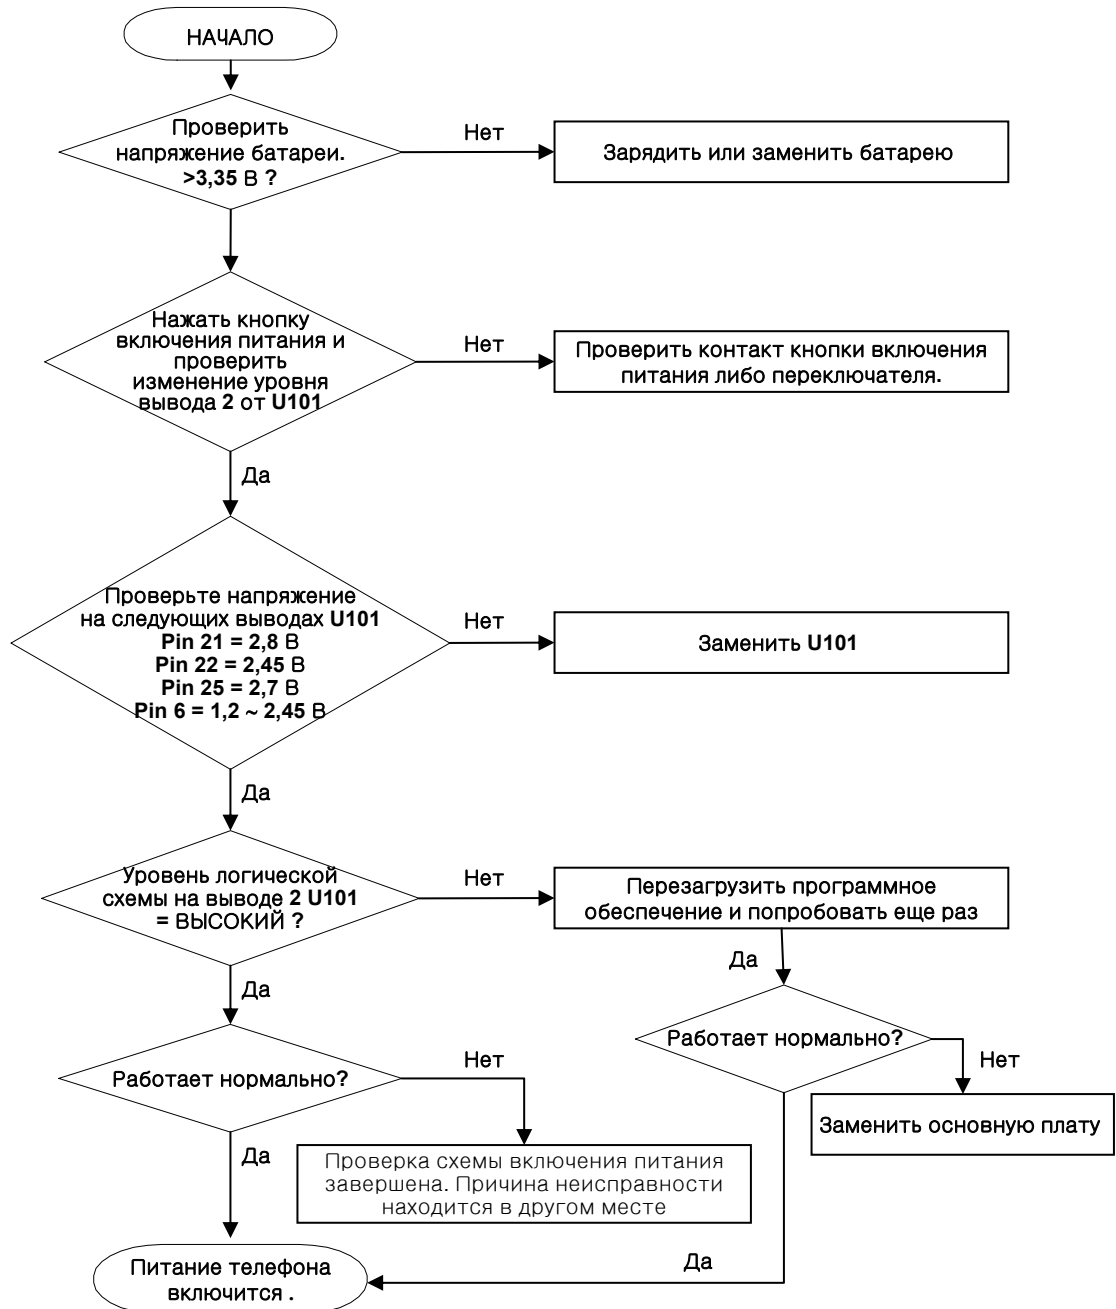 НАЧАЛО
Проверить
напряжение батареи.
>3,35 В ?
Нет
Зарядить или заменить батарею
Нажать кнопку
включения питания и
проверить
изменение уровня
вывода 2 от U101
Нет
Проверить контакт кнопки включения
питания либо переключателя.
Да
Проверьте напряжение
на следующих выводах U101
Pin 21 = 2,8 В
Pin 22 = 2,45 В
Pin 25 = 2,7 В
Pin 6 = 1,2 ~ 2,45 В
Нет
Заменить U101
Да
Уровень логической
схемы на выводе 2 U101
= ВЫСОКИЙ ?
Нет
Перезагрузить программное
обеспечение и попробовать еще раз
Да
Да
Работает нормально?
Нет
Заменить основную плату
Работает нормально?
Нет
Проверка схемы включения питания
завершена. Причина неисправности
находится в другом месте
Да
Да
Питание телефона
включится .